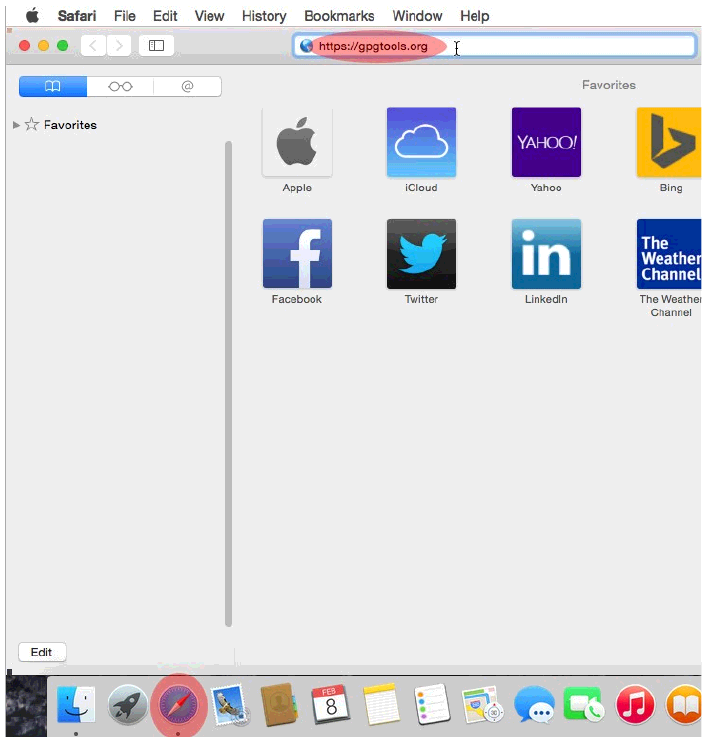 Safari File Edit View History Bookmarks Window Help
https://gpgtools.org
@ Favorites
Favorites
YAHOO!
Apple iCloud Yahoo Bing
The
Weather
Channel
f in
Facebook Twitter LinkedIn The Weather
Channel
Edit
FEB
8